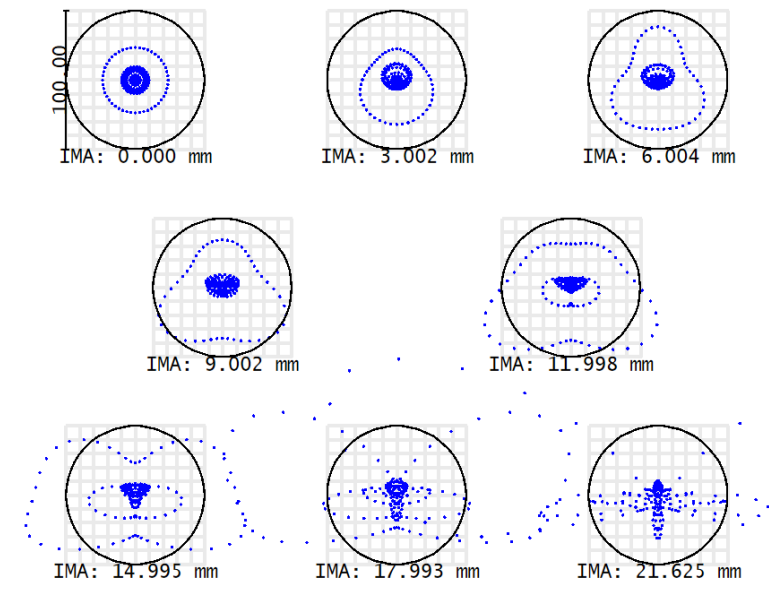 100.00
IMA: 0.000 mm
IMA: 3.002 mm
IMA: 6.004 mm
IMA: 9.002 mm
IMA: 11.998 mm
IMA: 14.995 mm
IMA: 17.993 mm
IMA: 21.625 mm